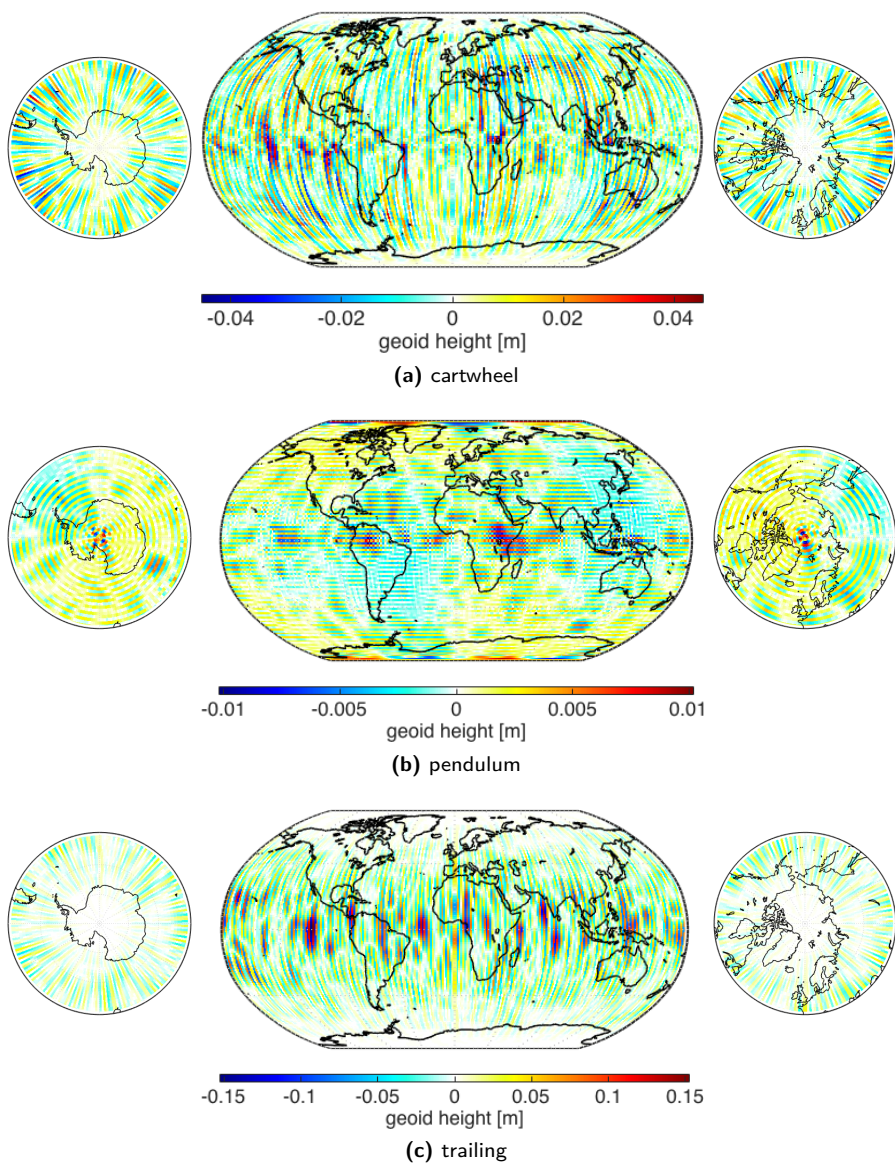 -0.04 -0.02 0 0.02 0.04
geoid height [m]
(a) cartwheel
-0.01 -0.005 0 0.005 0.01
geoid height [m]
(b) pendulum
-0.15 -0.1 -0.05 0 0.05 0.1 0.15
geoid height [m]
(c) trailing